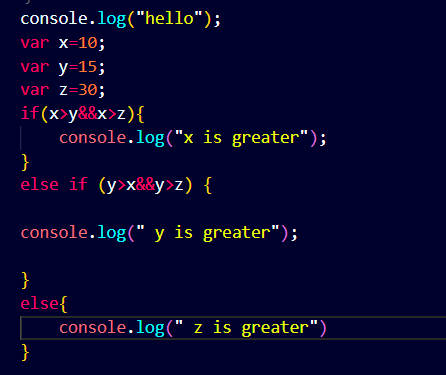 console.log("hello");
var x=10;
var y=15;
var z=30;
if(x>y&&x>z){
    console.log("x is greater");
}
else if (y>x&&y>z) {
console.log(" y is greater");
}
else{
    console.log(" z is greater")
}